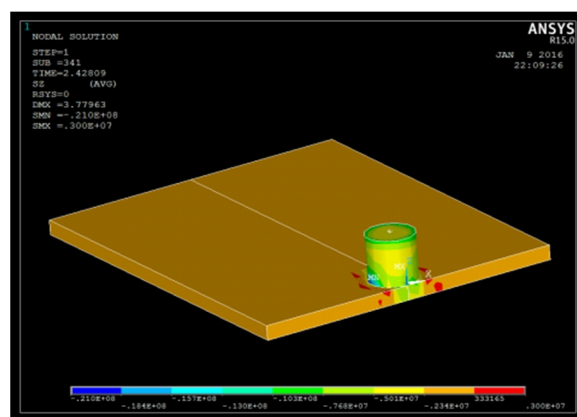 1
NODAL SOLUTION
STEP=1
SUB =341
TIME=2.42809
SZ (AVG)
RSYS=0
DMX =3.77963
SMN =-.210E+08
SMX =.300E+07
ANSYS
R15.0
JAN 9 2016
22:09:26
MX
X
-.210E+08
-.184E+08
-.157E+08
-.130E+08
-.103E+08
-.768E+07
-.501E+07
-.234E+07
333165
.300E+07